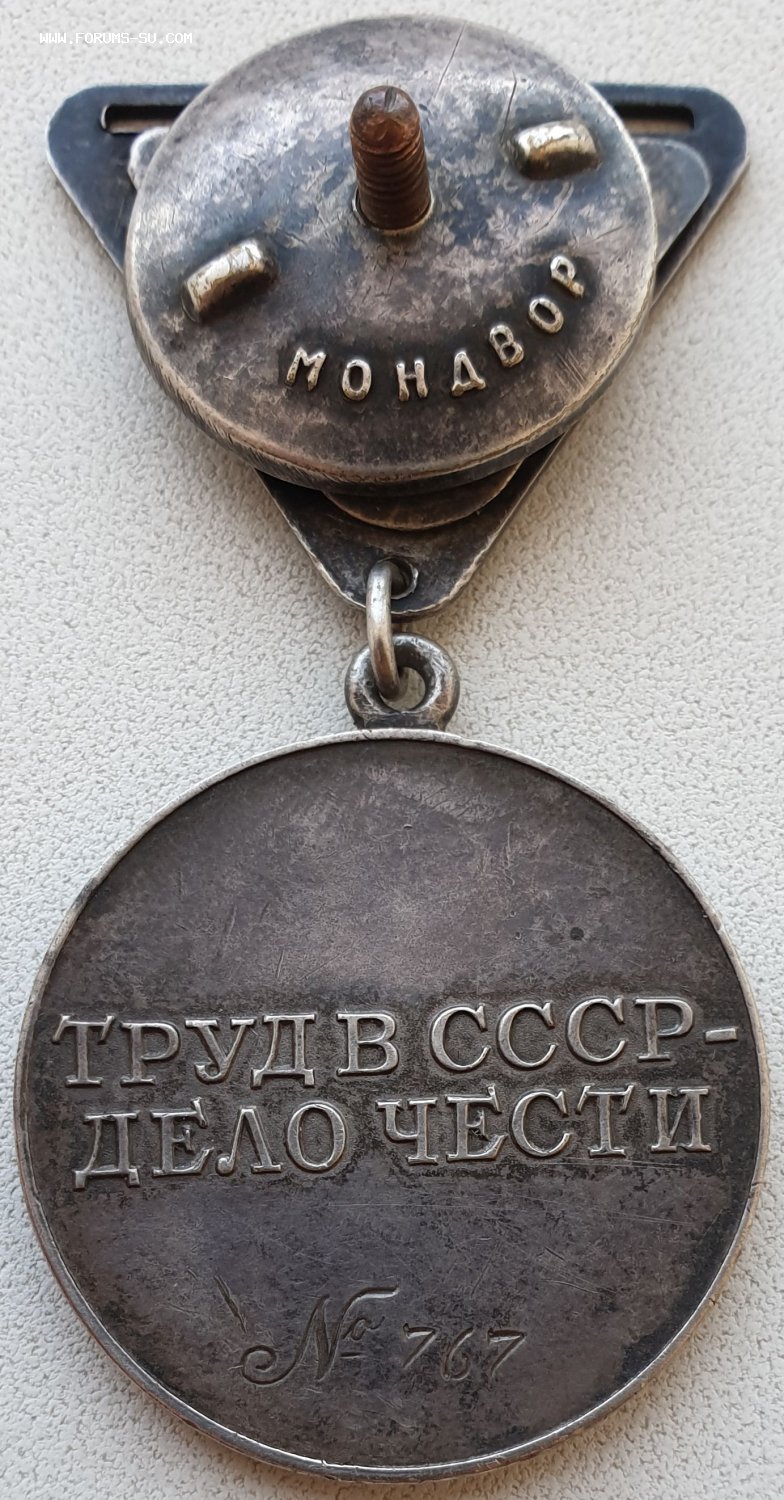 WWW.FORUMS-SU.COM
МОНДВОР
ТРУД В СССР-
ДЕЛО ЧЕСТИ
№ 767